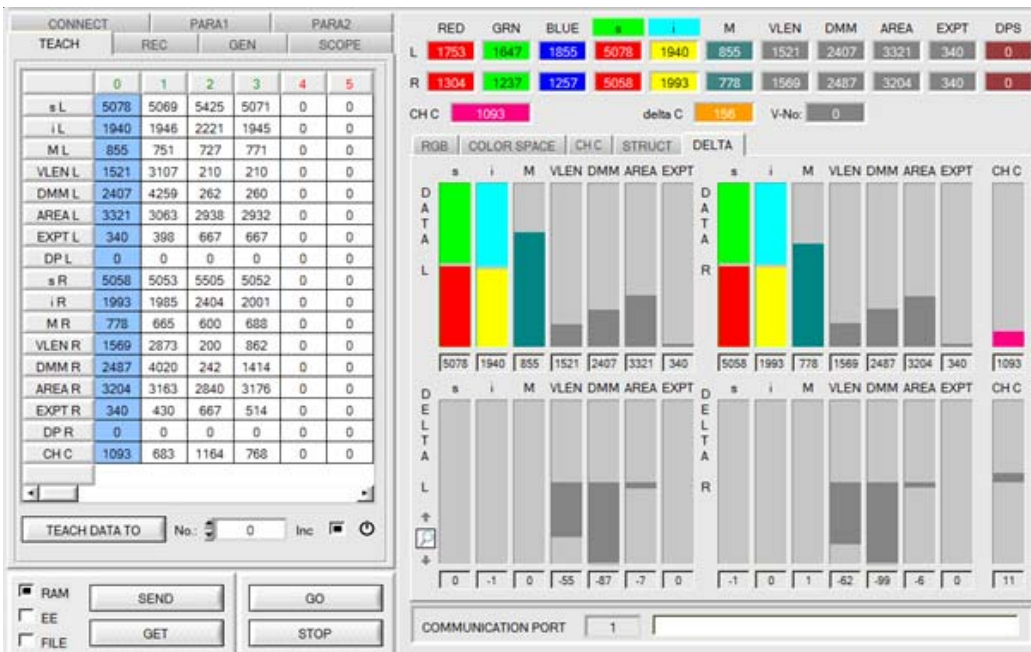 CONNECT PARA1 PARA2
TEACH REC GEN SCOPE
0 1 2 3 4 5
s L 5078 5069 5425 5071 0 0
i L 1940 1946 2221 1945 0 0
M L 855 751 727 771 0 0
VLEN L 1521 3107 210 210 0 0
DMM L 2407 4259 262 260 0 0
AREA L 3321 3063 2938 2932 0 0
EXPT L 340 398 667 667 0 0
DP L 0 0 0 0 0 0
s R 5058 5053 5505 5052 0 0
i R 1993 1985 2404 2001 0 0
M R 778 665 600 688 0 0
VLEN R 1569 2873 200 862 0 0
DMM R 2487 4020 242 1414 0 0
AREA R 3204 3163 2840 3176 0 0
EXPT R 340 430 667 514 0 0
DP R 0 0 0 0 0 0
CH C 1093 683 1164 768 0 0
TEACH DATA TO No.: 0 Inc
RAM SEND GO
EE
FILE GET STOP
RED GRN BLUE s i M VLEN DMM AREA EXPT DPS
L 1753 1647 1855 5078 1940 855 1521 2407 3321 340 0
R 1304 1237 1257 5058 1993 778 1569 2487 3204 340 0
CH C 1093 delta C 156 V-No: 0
RGB COLOR SPACE CH C STRUCT DELTA
s i M VLEN DMM AREA EXPT s i M VLEN DMM AREA EXPT CH C
DATA L DATA R
5078 1940 855 1521 2407 3321 340 5058 1993 778 1569 2487 3204 340 1093
s i M VLEN DMM AREA EXPT s i M VLEN DMM AREA EXPT CH C
DELTA L DELTA R
0 -1 0 -55 -87 -7 0 -1 0 1 -62 -99 -6 0 11
COMMUNICATION PORT 1